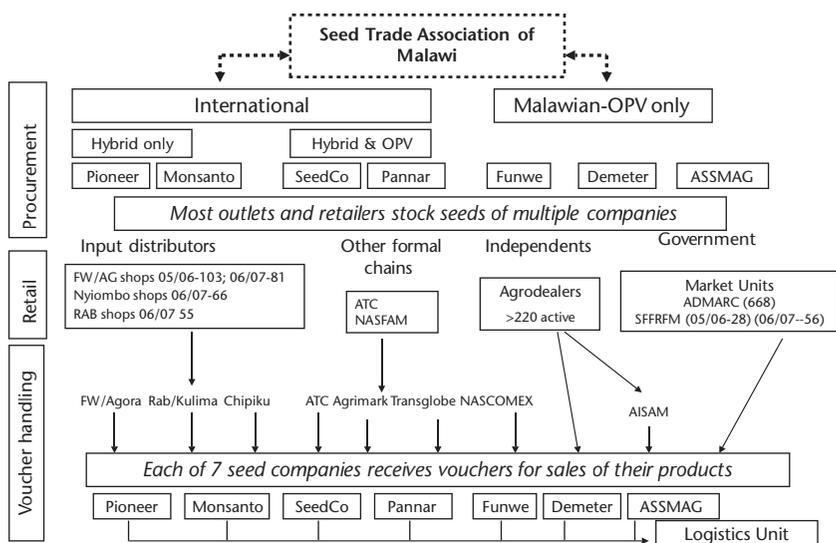 Seed Trade Association of
Malawi
Procurement
International
Malawian-OPV only
Hybrid only
Hybrid & OPV
Pioneer
Monsanto
SeedCo
Pannar
Funwe
Demeter
ASSMAG
Most outlets and retailers stock seeds of multiple companies
Retail
Input distributors
Other formal
chains
Independents
Government
FW/AG shops 05/06-103; 06/07-81
Nyiombo shops 06/07-66
RAB shops 06/07 55
ATC
NASFAM
Agrodealers
>220 active
Market Units
ADMARC (668)
SFFRFM (05/06-28) (06/07--56)
Voucher handling
FW/Agora Rab/Kulima Chipiku
ATC Agrimark Transglobe NASCOMEX
AISAM
Each of 7 seed companies receives vouchers for sales of their products
Pioneer
Monsanto
SeedCo
Pannar
Funwe
Demeter
ASSMAG
Logistics Unit